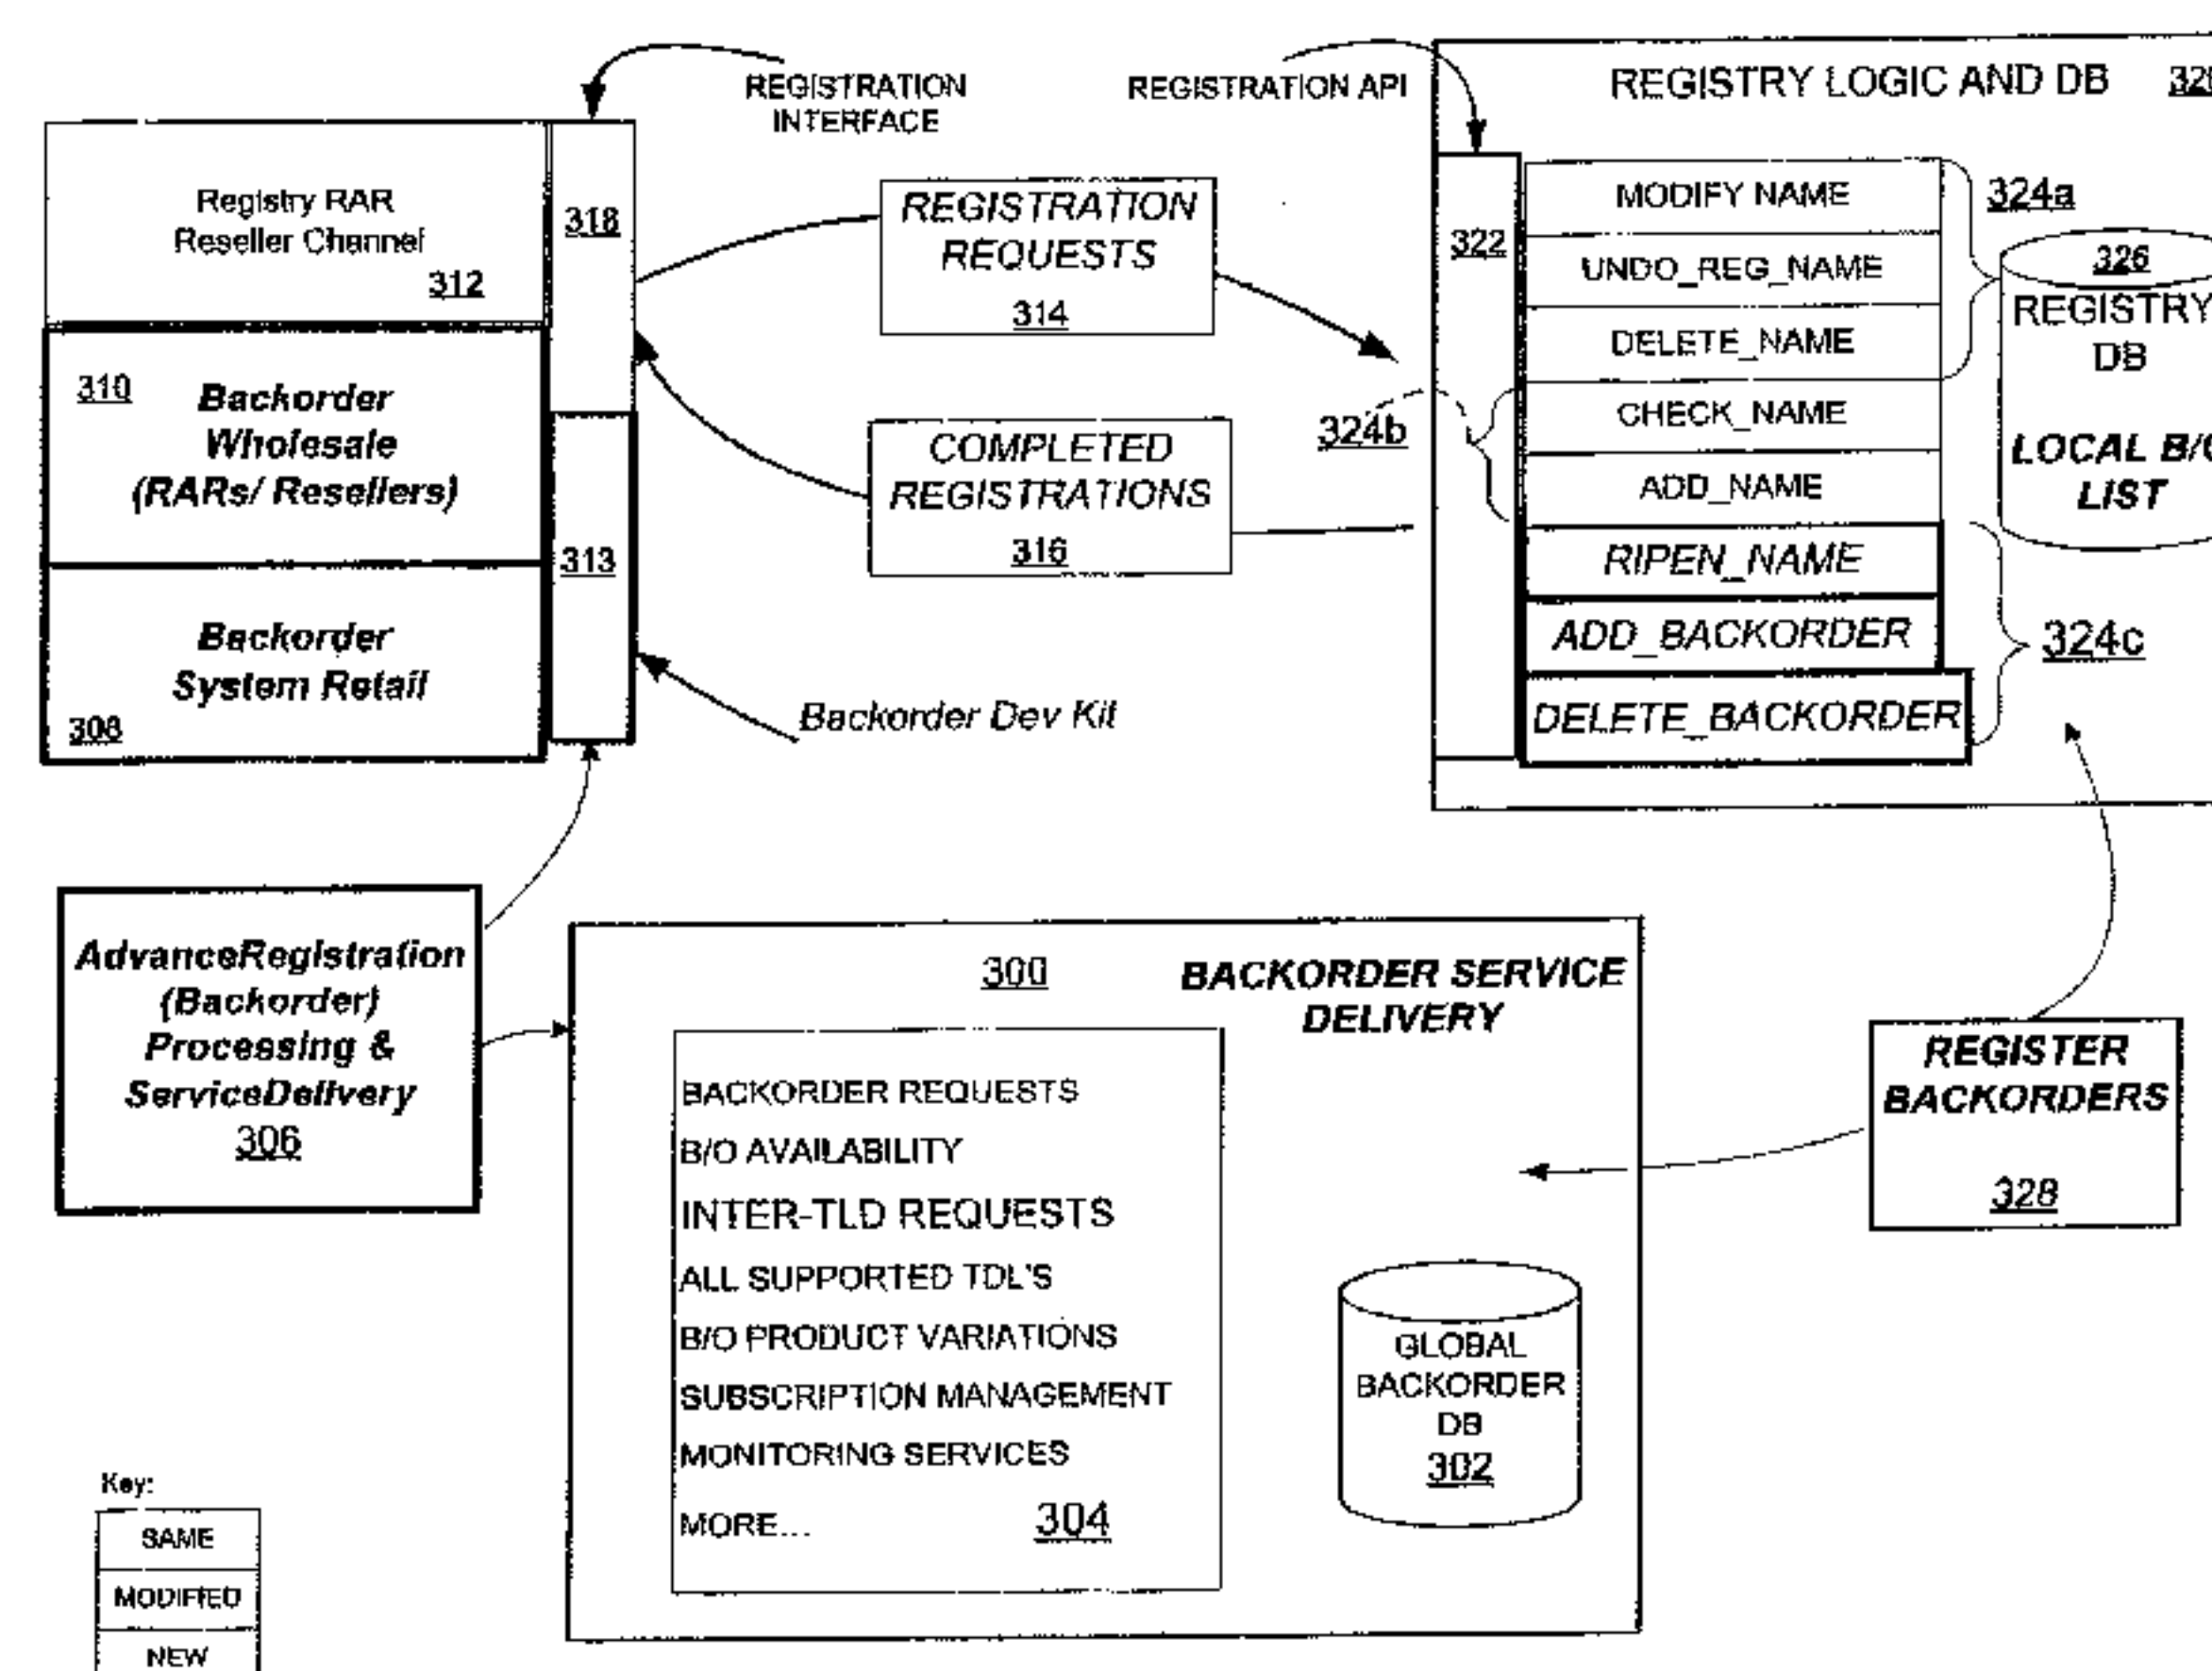 REGISTRATION
INTERFACE
REGISTRATION API
REGISTRY LOGIC AND DB
Registry RAR
Reseller Channel
312
318
310
Backorder
Wholesale
(RARs/ Resellers)
313
Backorder
System Retail
308
REGISTRATION
REQUESTS
314
COMPLETED
REGISTRATIONS
316
Backorder Dev Kit
322
MODIFY NAME
UNDO_REG_NAME
DELETE_NAME
CHECK_NAME
ADD_NAME
RIPEN_NAME
ADD_BACKORDER
DELETE_BACKORDER
324a
324b
324c
326
REGISTRY
DB
LOCAL
LIST
AdvanceRegistration
(Backorder)
Processing &
ServiceDelivery
306
300
BACKORDER SERVICE
DELIVERY
BACKORDER REQUESTS
B/O AVAILABILITY
INTER-TLD REQUESTS
ALL SUPPORTED TDL'S
B/O PRODUCT VARIATIONS
SUBSCRIPTION MANAGEMENT
MONITORING SERVICES
MORE...
304
GLOBAL
BACKORDER
DB
302
REGISTER
BACKORDERS
328
Key:
SAME
MODIFIED
NEW